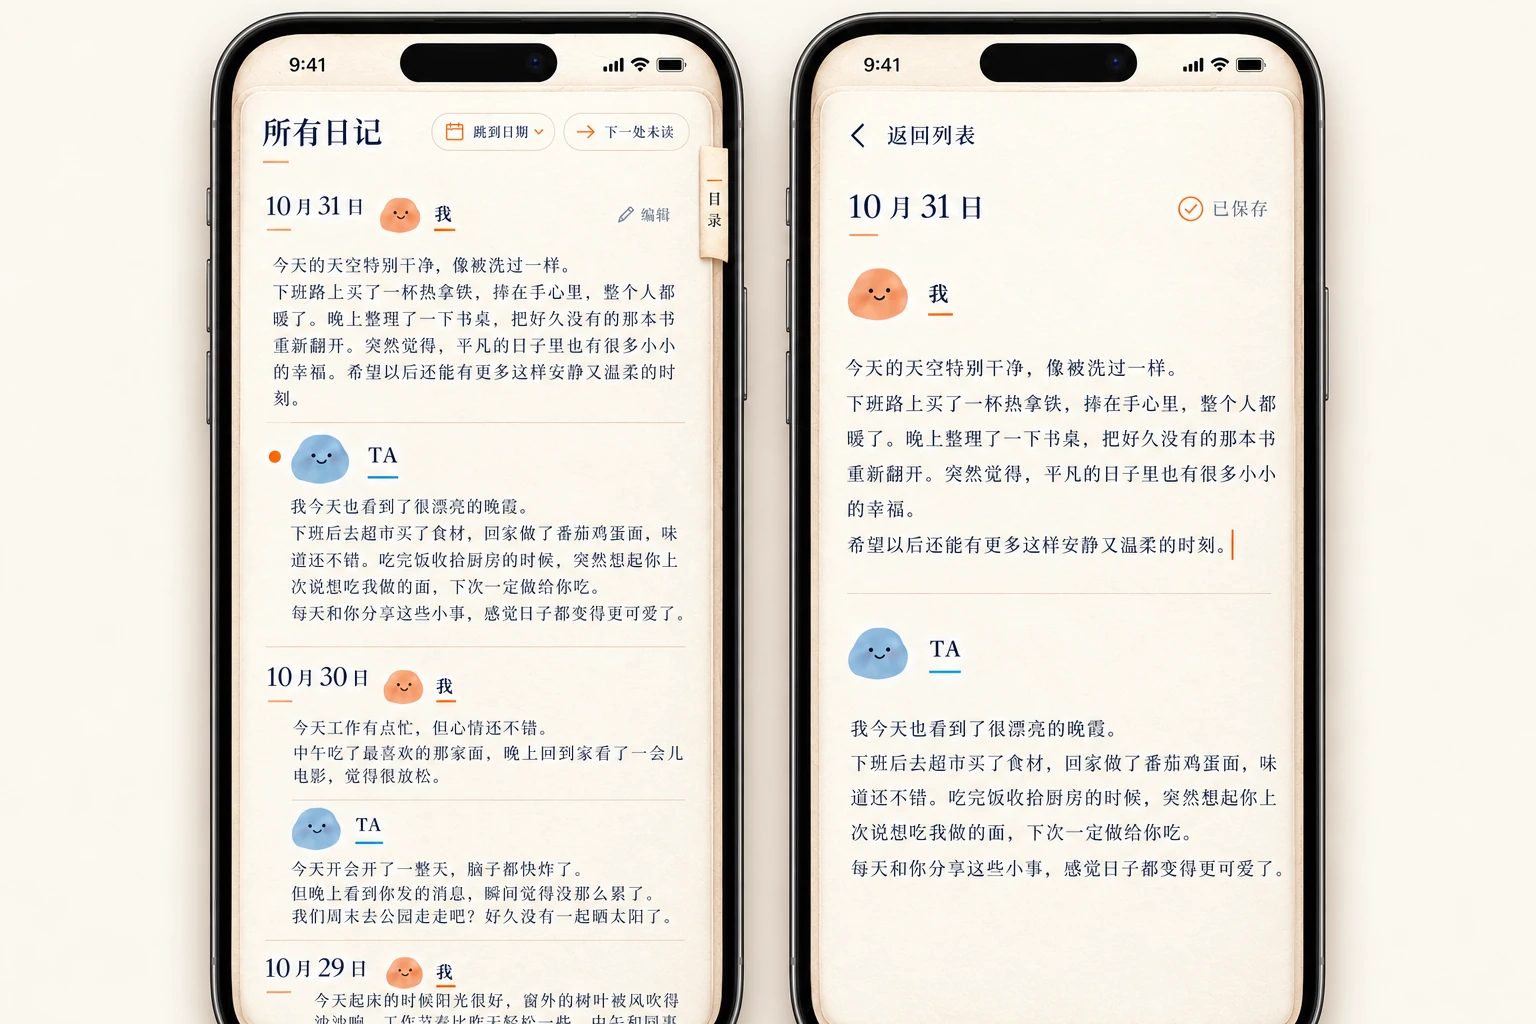 9:41
所有日记
跳到日期
下一处未读
目录
10月31日
我
编辑
今天的天空特别干净，像被洗过一样。
下班路上买了一杯热拿铁，捧在手心里，整个人都
暖了。晚上整理了一下书桌，把好久没有的那本书
重新翻开。突然觉得，平凡的日子里也有很多小小
的幸福。希望以后还能有更多这样安静又温柔的时
刻。
TA
我今天也看到了很漂亮的晚霞。
下班后去超市买了食材，回家做了番茄鸡蛋面，味
道还不错。吃完饭收拾厨房的时候，突然想起你上
次说想吃我做的面，下次一定做给你吃。
每天和你分享这些小事，感觉日子都变得更可爱了。
10月30日
我
今天工作有点忙，但心情还不错。
中午吃了最喜欢的那家面，晚上回到家看了一会儿
电影，觉得很放松。
TA
今天开会开了一整天，脑子都快炸了。
但晚上看到你发的消息，瞬间觉得没那么累了。
我们周末去公园走走吧？好久没有一起晒太阳了。
10月29日
我
今天起床的时候阳光很好，窗外的树叶被风吹得
9:41
返回列表
10月31日
已保存
我
今天的天空特别干净，像被洗过一样。
下班路上买了一杯热拿铁，捧在手心里，整个人都
暖了。晚上整理了一下书桌，把好久没有的那本书
重新翻开。突然觉得，平凡的日子里也有很多小小
的幸福。
希望以后还能有更多这样安静又温柔的时刻。
TA
我今天也看到了很漂亮的晚霞。
下班后去超市买了食材，回家做了番茄鸡蛋面，味
道还不错。吃完饭收拾厨房的时候，突然想起你上
次说想吃我做的面，下次一定做给你吃。
每天和你分享这些小事，感觉日子都变得更可爱了。